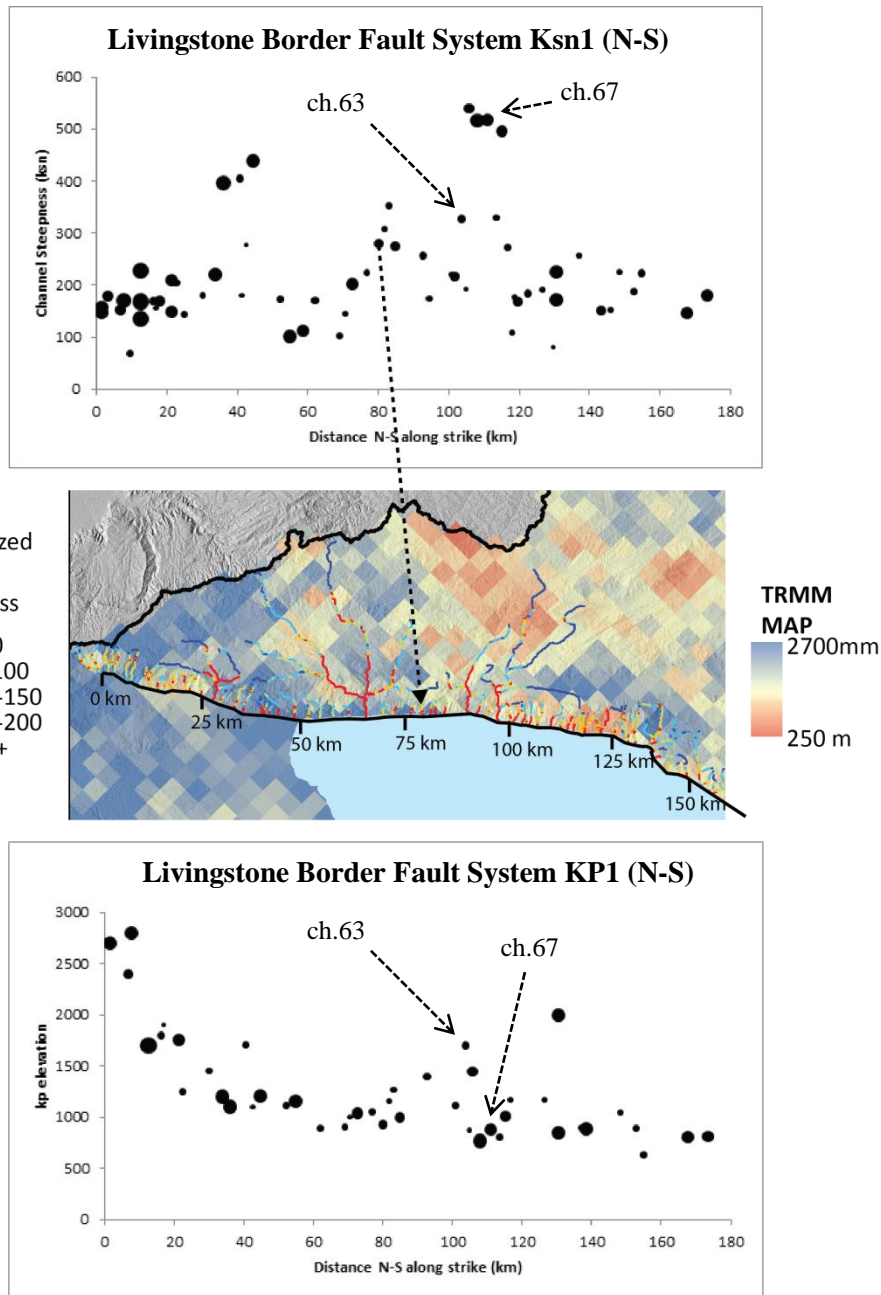 Livingstone Border Fault System Ksn1 (N-S)
600
500
400
300
200
100
0
Channel Steepness (ksn)
ch.63
ch.67
0 20 40 60 80 100 120 140 160 180
Distance N-S along strike (km)
zed
ss
0
100
-150
-200
+
0 km
25 km
50 km
75 km
100 km
125 km
150 km
TRMM
MAP
2700mm
250 m
Livingstone Border Fault System KP1 (N-S)
3000
2500
2000
1500
1000
500
0
kp elevation
ch.63
ch.67
0 20 40 60 80 100 120 140 160 180
Distance N-S along strike (km)